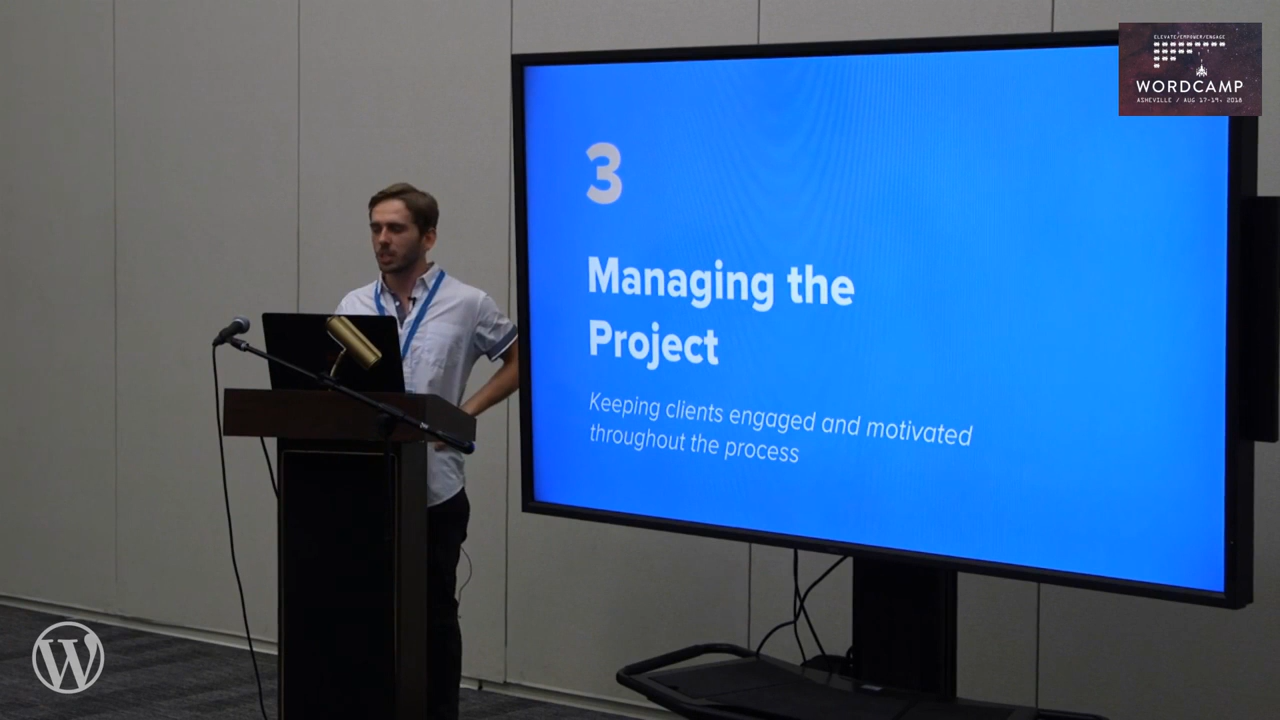 ELEVATE/EMPOWER/ENGAGE
WORDCAMP
ASHEVILLE / AUG 17-19, 2018
3
Managing the
Project
Keeping clients engaged and motivated
throughout the process
W